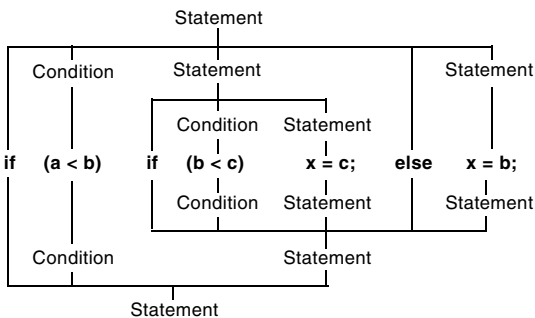 Statement
Condition Statement Statement
Condition Statement
if (a < b) if (b < c) x = c; else x = b;
Condition Statement Statement
Condition Statement
Statement